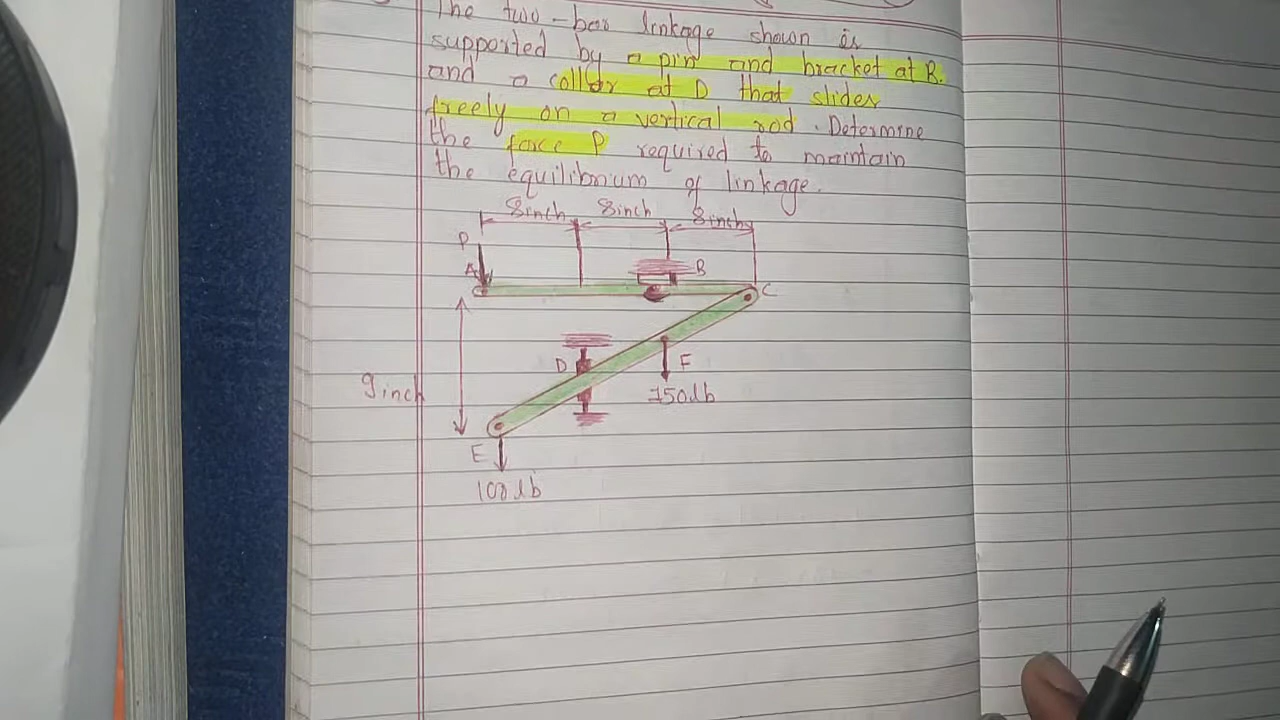 The two-bar linkage shown is
supported by a pin and bracket at B.
and a collar at D that slides
freely on a vertical rod. Determine
the force P required to maintain
the equilibrium of linkage.
8inch 8inch 8inch
P
A B C
D F
9inch 150lb
E
100lb